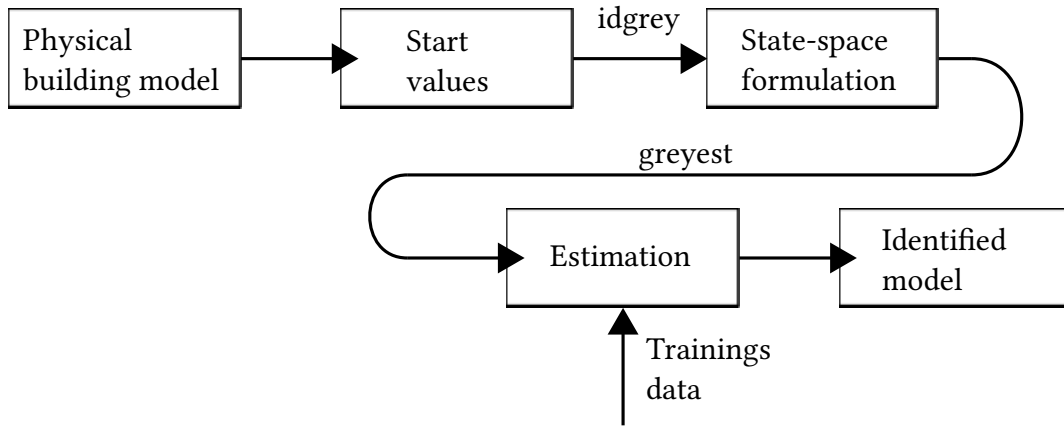 Physical
building model
Start
values
idgrey
State-space
formulation
greyest
Estimation
Identified
model
Trainings
data